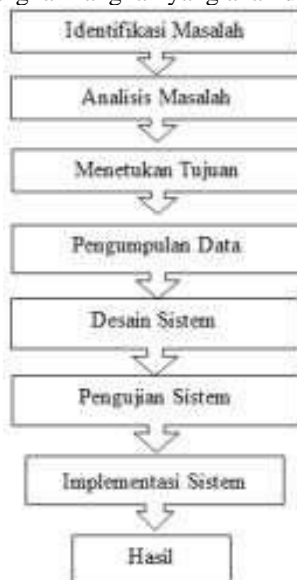 Identifikasi Masalah
Analisis Masalah
Menetukan Tujuan
Pengumpulan Data
Desain Sistem
Pengujian Sistem
Implementasi Sistem
Hasil